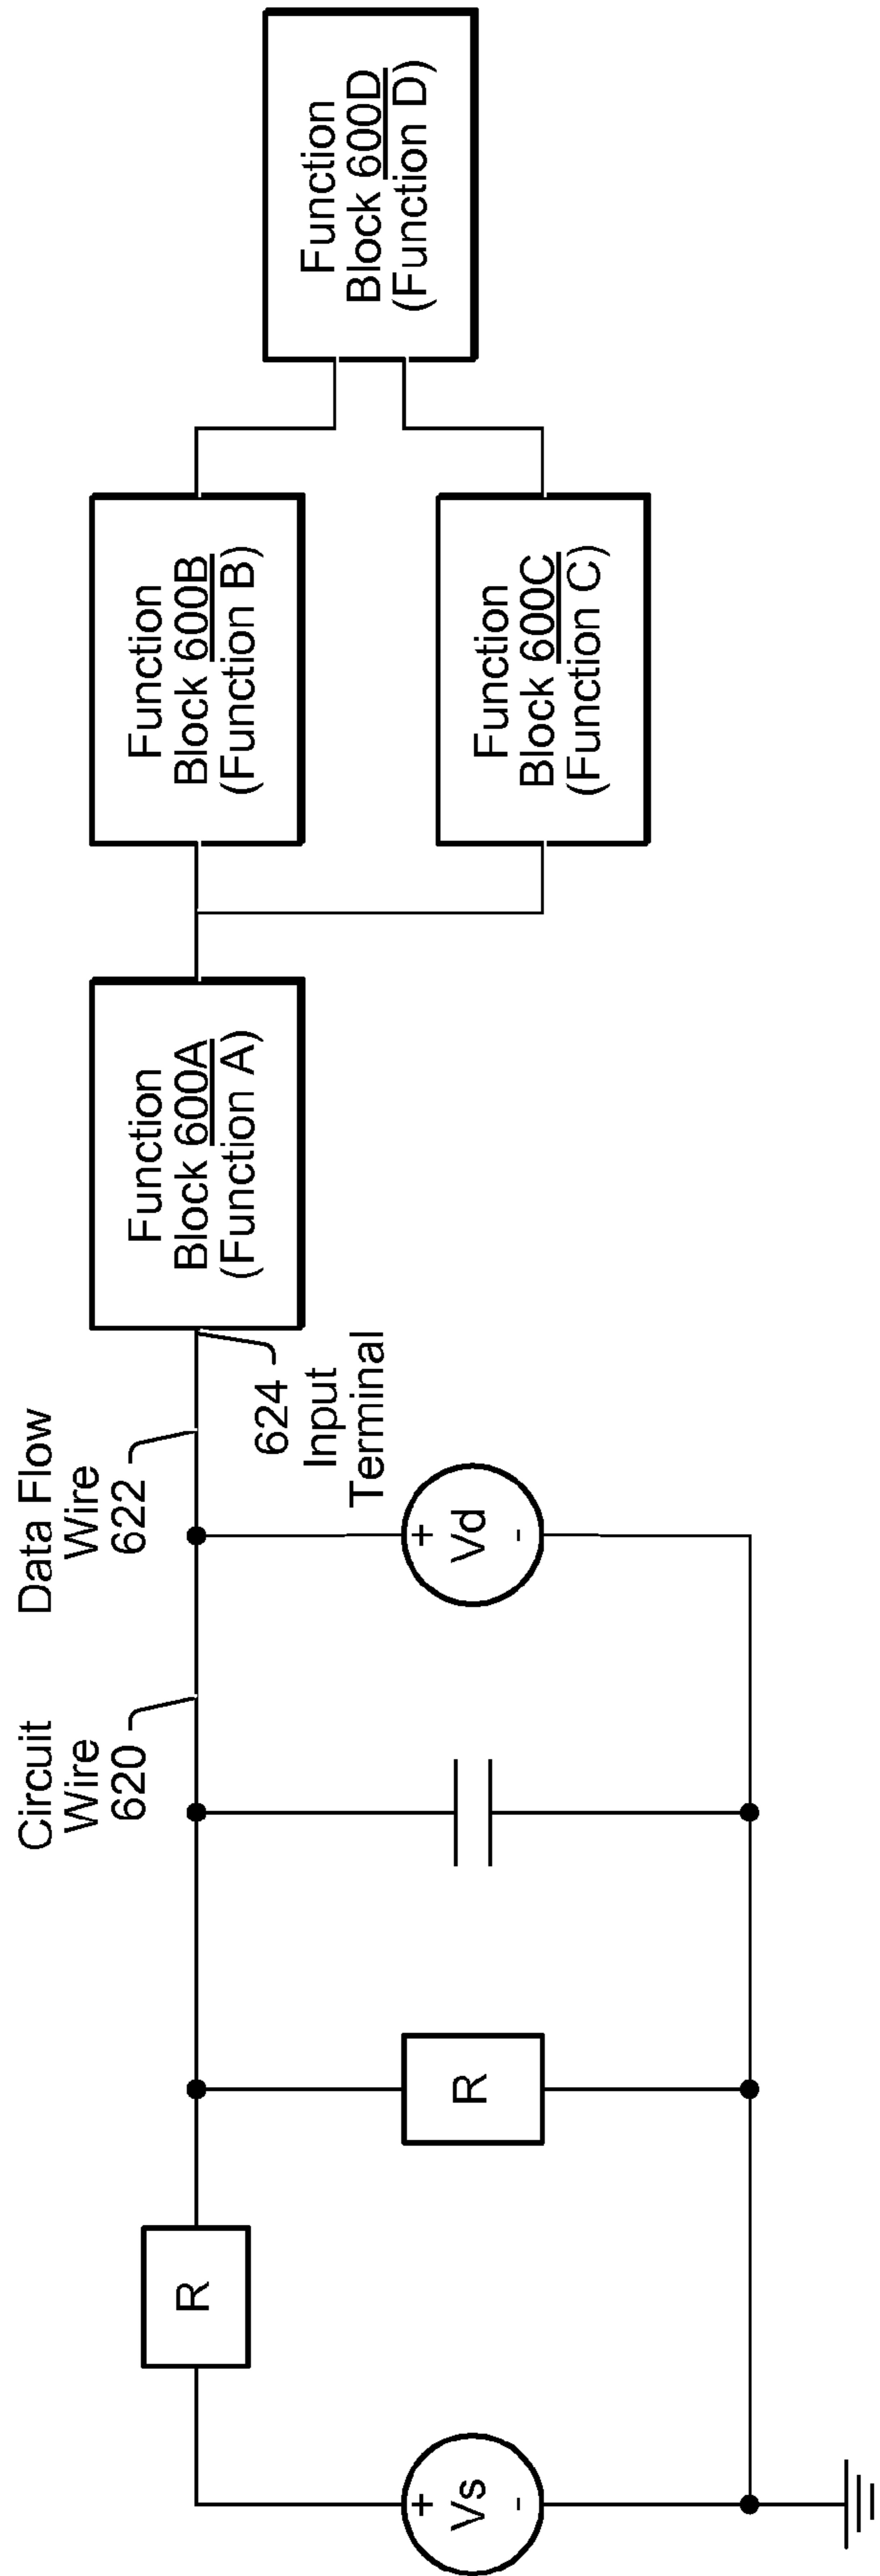 Circuit
Wire
620
Data Flow
Wire
622
624
Input
Terminal
Function
Block 600A
(Function A)
Function
Block 600B
(Function B)
Function
Block 600C
(Function C)
Function
Block 600D
(Function D)
R
R
+
Vs
-
+
Vd
-